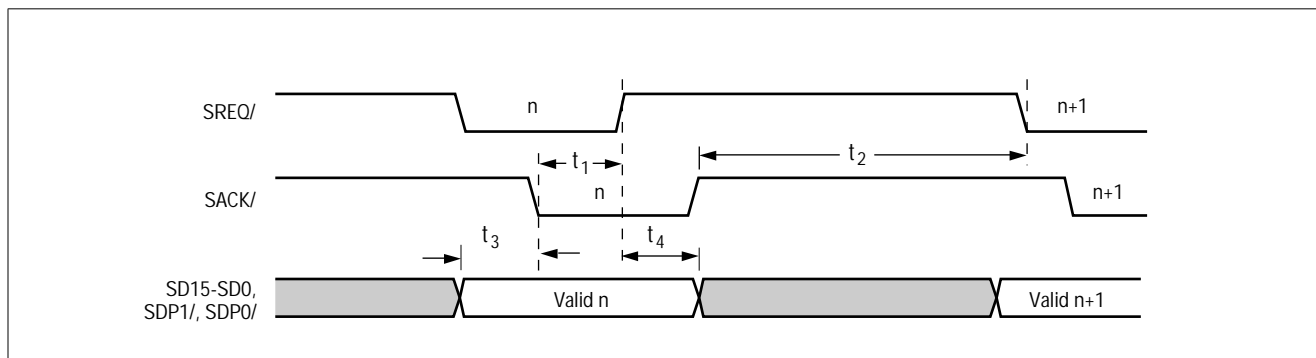 SREQ/
n
n+1
t1
t2
SACK/
n
n+1
t3
t4
SD15-SD0,
SDP1/, SDP0/
Valid n
Valid n+1